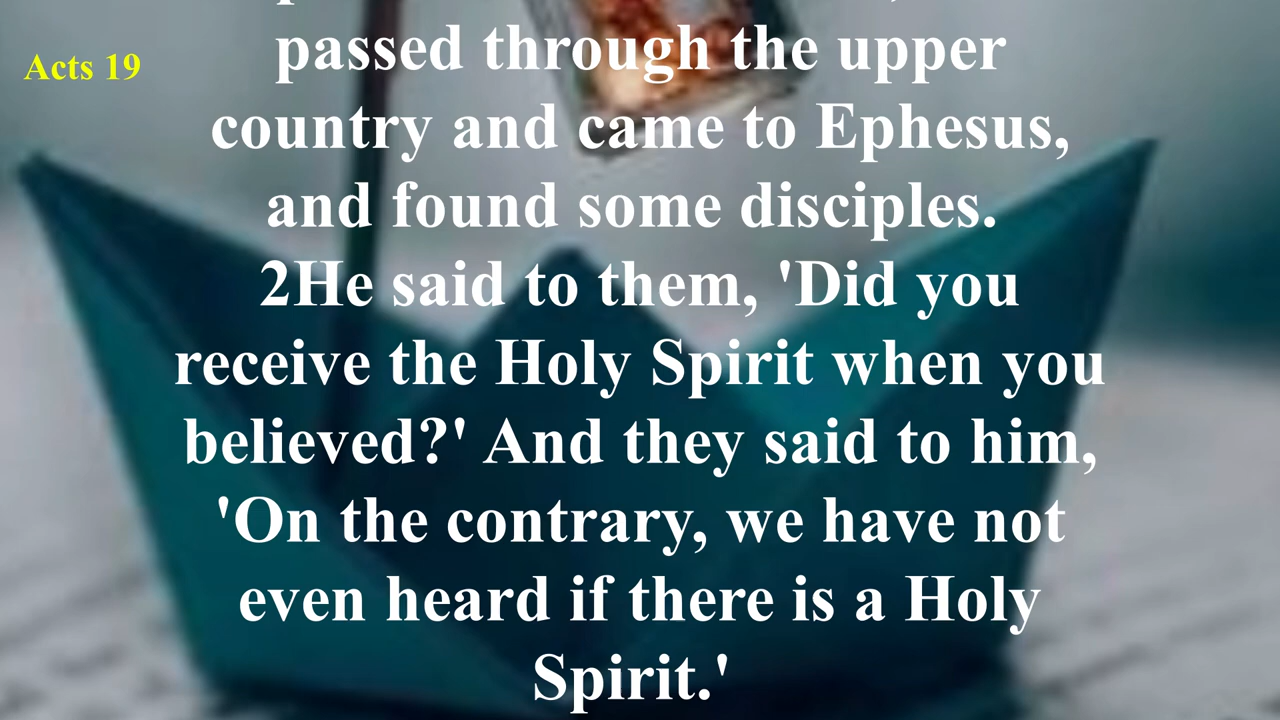 Acts 19
passed through the upper
country and came to Ephesus,
and found some disciples.
2He said to them, 'Did you
receive the Holy Spirit when you
believed?' And they said to him,
'On the contrary, we have not
even heard if there is a Holy
Spirit.'